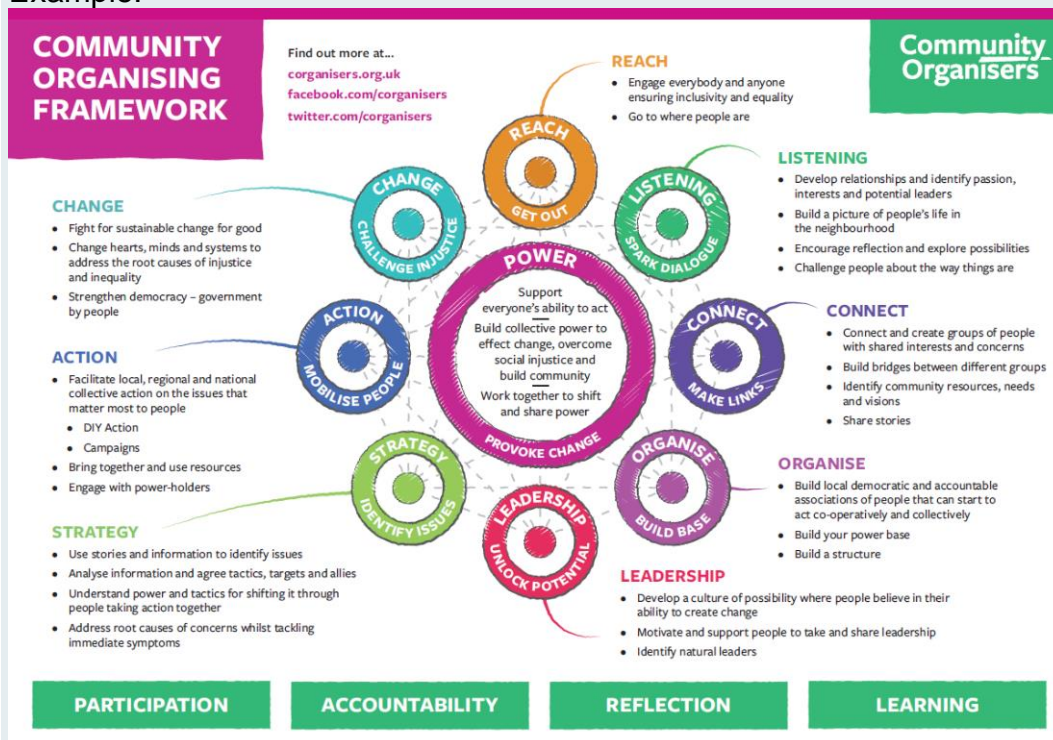 Example:
COMMUNITY
ORGANISING
FRAMEWORK
Find out more at...
corganisers.org.uk
facebook.com/corganisers
twitter.com/corganisers
Community
Organisers
REACH
• Engage everybody and anyone
ensuring inclusivity and equality
• Go to where people are
LISTENING
• Develop relationships and identify passion,
interests and potential leaders
• Build a picture of people's life in
the neighbourhood
• Encourage reflection and explore possibilities
• Challenge people about the way things are
CONNECT
• Connect and create groups of people
with shared interests and concerns
• Build bridges between different groups
• Identify community resources, needs
and visions
• Share stories
ORGANISE
• Build local democratic and accountable
associations of people that can start to
act co-operatively and collectively
• Build your power base
• Build a structure
LEADERSHIP
• Develop a culture of possibility where people believe in their
ability to create change
• Motivate and support people to take and share leadership
• Identify natural leaders
STRATEGY
• Use stories and information to identify issues
• Analyse information and agree tactics, targets and allies
• Understand power and tactics for shifting it through
people taking action together
• Address root causes of concerns whilst tackling
immediate symptoms
ACTION
• Facilitate local, regional and national
collective action on the issues that
matter most to people
• DIY Action
• Campaigns
• Bring together and use resources
• Engage with power-holders
CHANGE
• Fight for sustainable change for good
• Change hearts, minds and systems to
address the root causes of injustice
and inequality
• Strengthen democracy – government
by people
REACH
GET OUT
LISTENING
SPARK DIALOGUE
CONNECT
MAKE LINKS
ORGANISE
BUILD BASE
LEADERSHIP
UNLOCK POTENTIAL
STRATEGY
IDENTIFY ISSUES
ACTION
MOBILISE PEOPLE
CHANGE
CHALLENGE INJUSTICE
POWER
Support
everyone's ability to act
Build collective power to
effect change, overcome
social injustice and
build community
Work together to shift
and share power
PROVOKE CHANGE
PARTICIPATION
ACCOUNTABILITY
REFLECTION
LEARNING